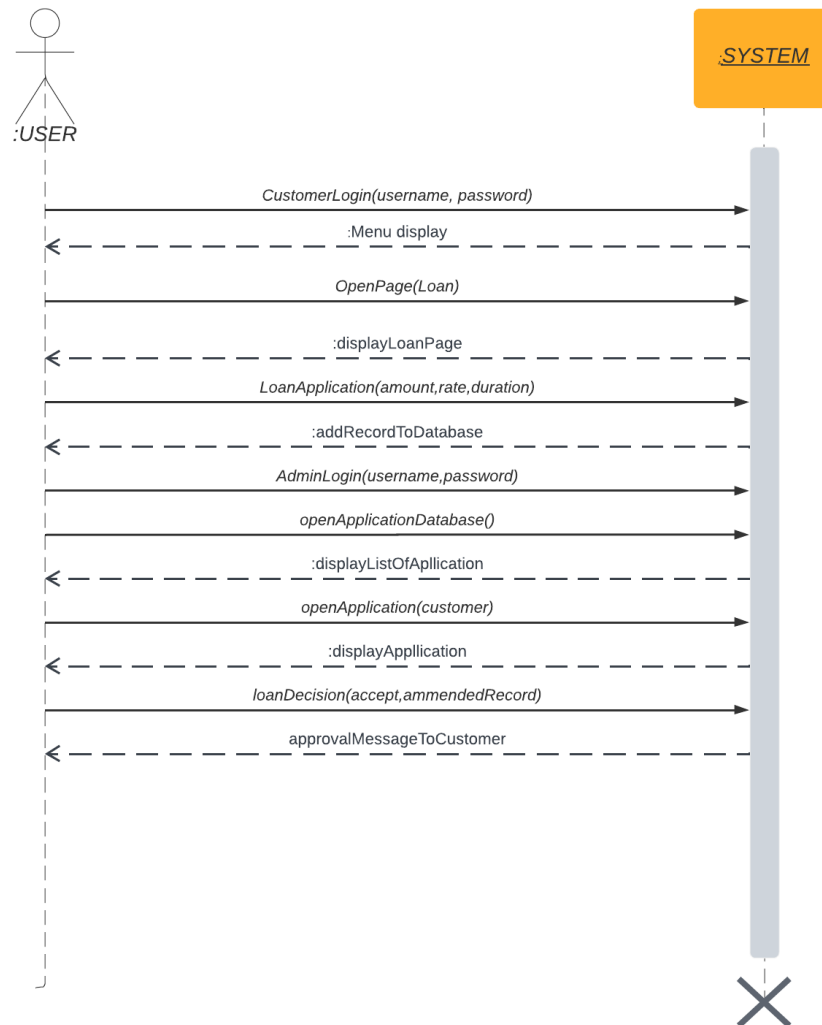 :SYSTEM
:USER
CustomerLogin(username, password)
:Menu display
OpenPage(Loan)
:displayLoanPage
LoanApplication(amount,rate,duration)
:addRecordToDatabase
AdminLogin(username,password)
openApplicationDatabase()
:displayListOfApllication
openApplication(customer)
:displayAppllication
loanDecision(accept,ammendedRecord)
approvalMessageToCustomer